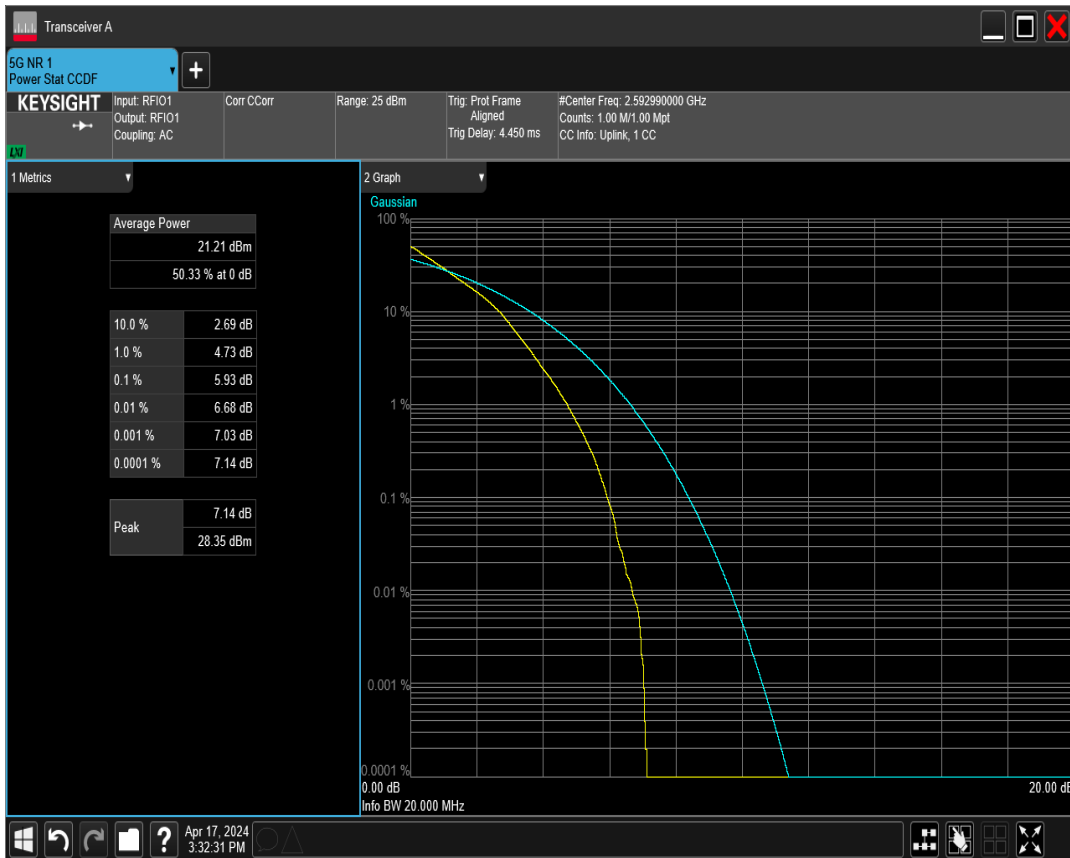 Transceiver A
5G NR 1
Power Stat CCDF
+
KEYSIGHT
LXI
Input: RFIO1
Output: RFIO1
Coupling: AC
Corr CCorr
Range: 25 dBm
Trig: Prot Frame
Aligned
Trig Delay: 4.450 ms
#Center Freq: 2.592990000 GHz
Counts: 1.00 M/1.00 Mpt
CC Info: Uplink, 1 CC
1 Metrics
Average Power
21.21 dBm
50.33 % at 0 dB
10.0 % 2.69 dB
1.0 % 4.73 dB
0.1 % 5.93 dB
0.01 % 6.68 dB
0.001 % 7.03 dB
0.0001 % 7.14 dB
Peak
7.14 dB
28.35 dBm
2 Graph
Gaussian
100 %
10 %
1 %
0.1 %
0.01 %
0.001 %
0.0001 %
0.00 dB
20.00 dB
Info BW 20.000 MHz
?
Apr 17, 2024
3:32:31 PM